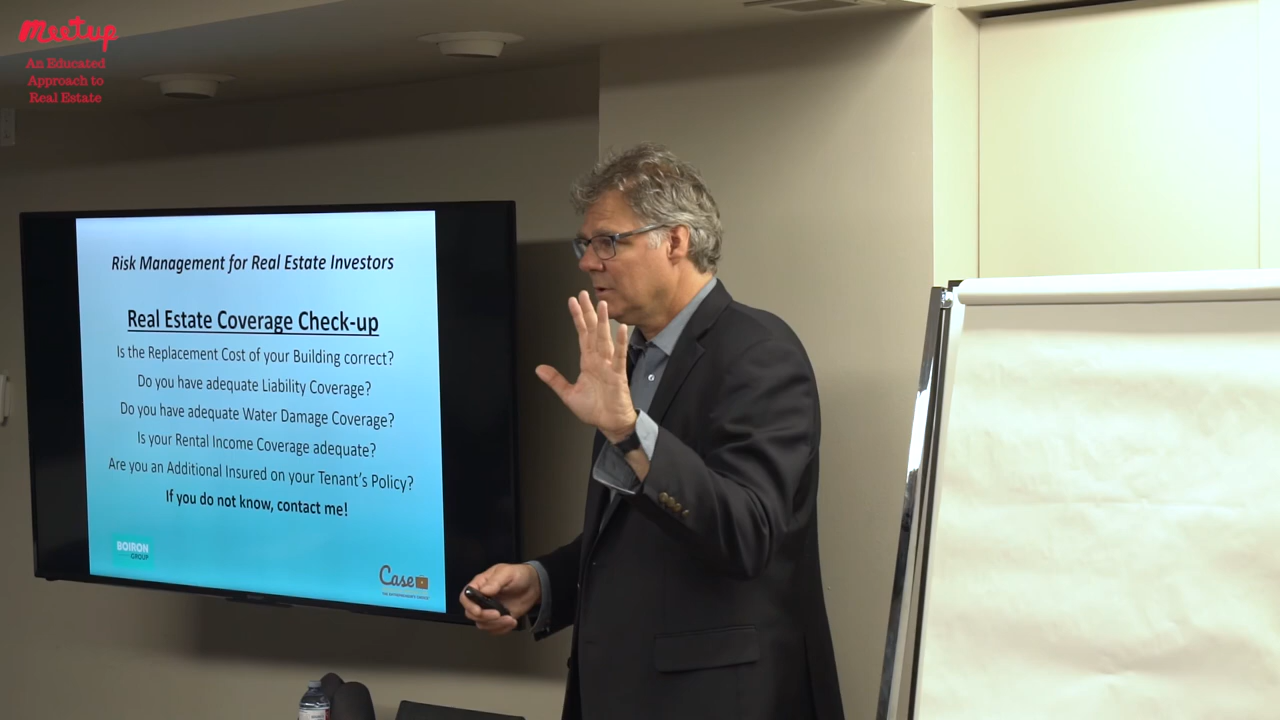 Meetup
An Educated
Approach to
Real Estate
Risk Management for Real Estate Investors
Real Estate Coverage Check-up
Is the Replacement Cost of your Building correct?
Do you have adequate Liability Coverage?
Do you have adequate Water Damage Coverage?
Is your Rental Income Coverage adequate?
Are you an Additional Insured on your Tenant's Policy?
If you do not know, contact me!
BOIRON
GROUP
Case